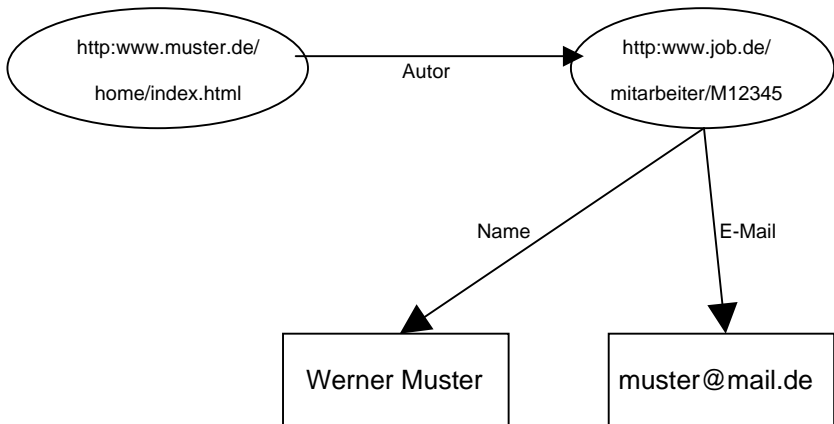 http:www.muster.de/
home/index.html
Autor
http:www.job.de/
mitarbeiter/M12345
Name
E-Mail
Werner Muster
muster@mail.de